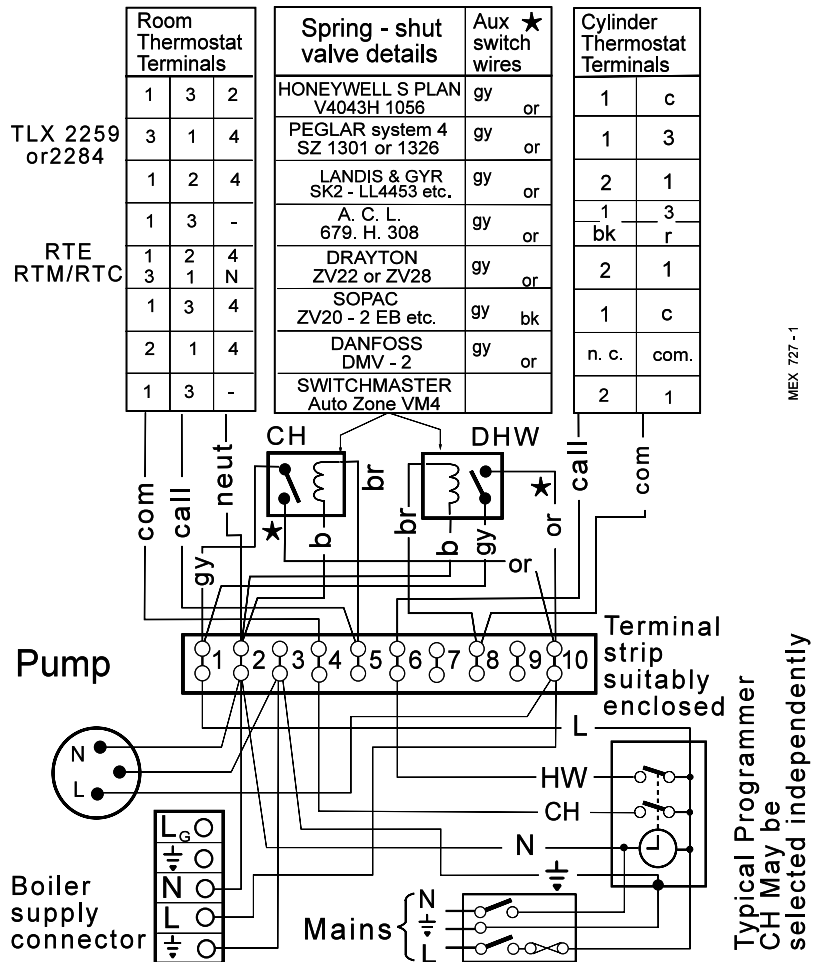 Room
Thermostat
Terminals
Spring - shut
valve details
Aux ★
switch
wires
Cylinder
Thermostat
Terminals
1 3 2
HONEYWELL S PLAN
V4043H 1056
gy or
1 c
TLX 2259
or2284
3 1 4
PEGLAR system 4
SZ 1301 or 1326
gy or
1 3
1 2 4
LANDIS & GYR
SK2 - LL4453 etc.
gy or
2 1
1 3 -
A. C. L.
679. H. 308
gy or
1 3
bk r
RTE
RTM/RTC
1 2 4
3 1 N
DRAYTON
ZV22 or ZV28
gy or
2 1
1 3 4
SOPAC
ZV20 - 2 EB etc.
gy bk
1 c
2 1 4
DANFOSS
DMV - 2
gy or
n. c. com.
1 3 -
SWITCHMASTER
Auto Zone VM4
2 1
MEX 727 - 1
CH
DHW
com
call
neut
gy
★
b
br
br
b
gy
★
or
or
call
com
1 2 3 4 5 6 7 8 9 10
Terminal
strip
suitably
enclosed
Pump
N
L
L
HW
CH
N
LG
N
L
Boiler
supply
connector
Mains
N
L
Typical Programmer
CH May be
selected independently